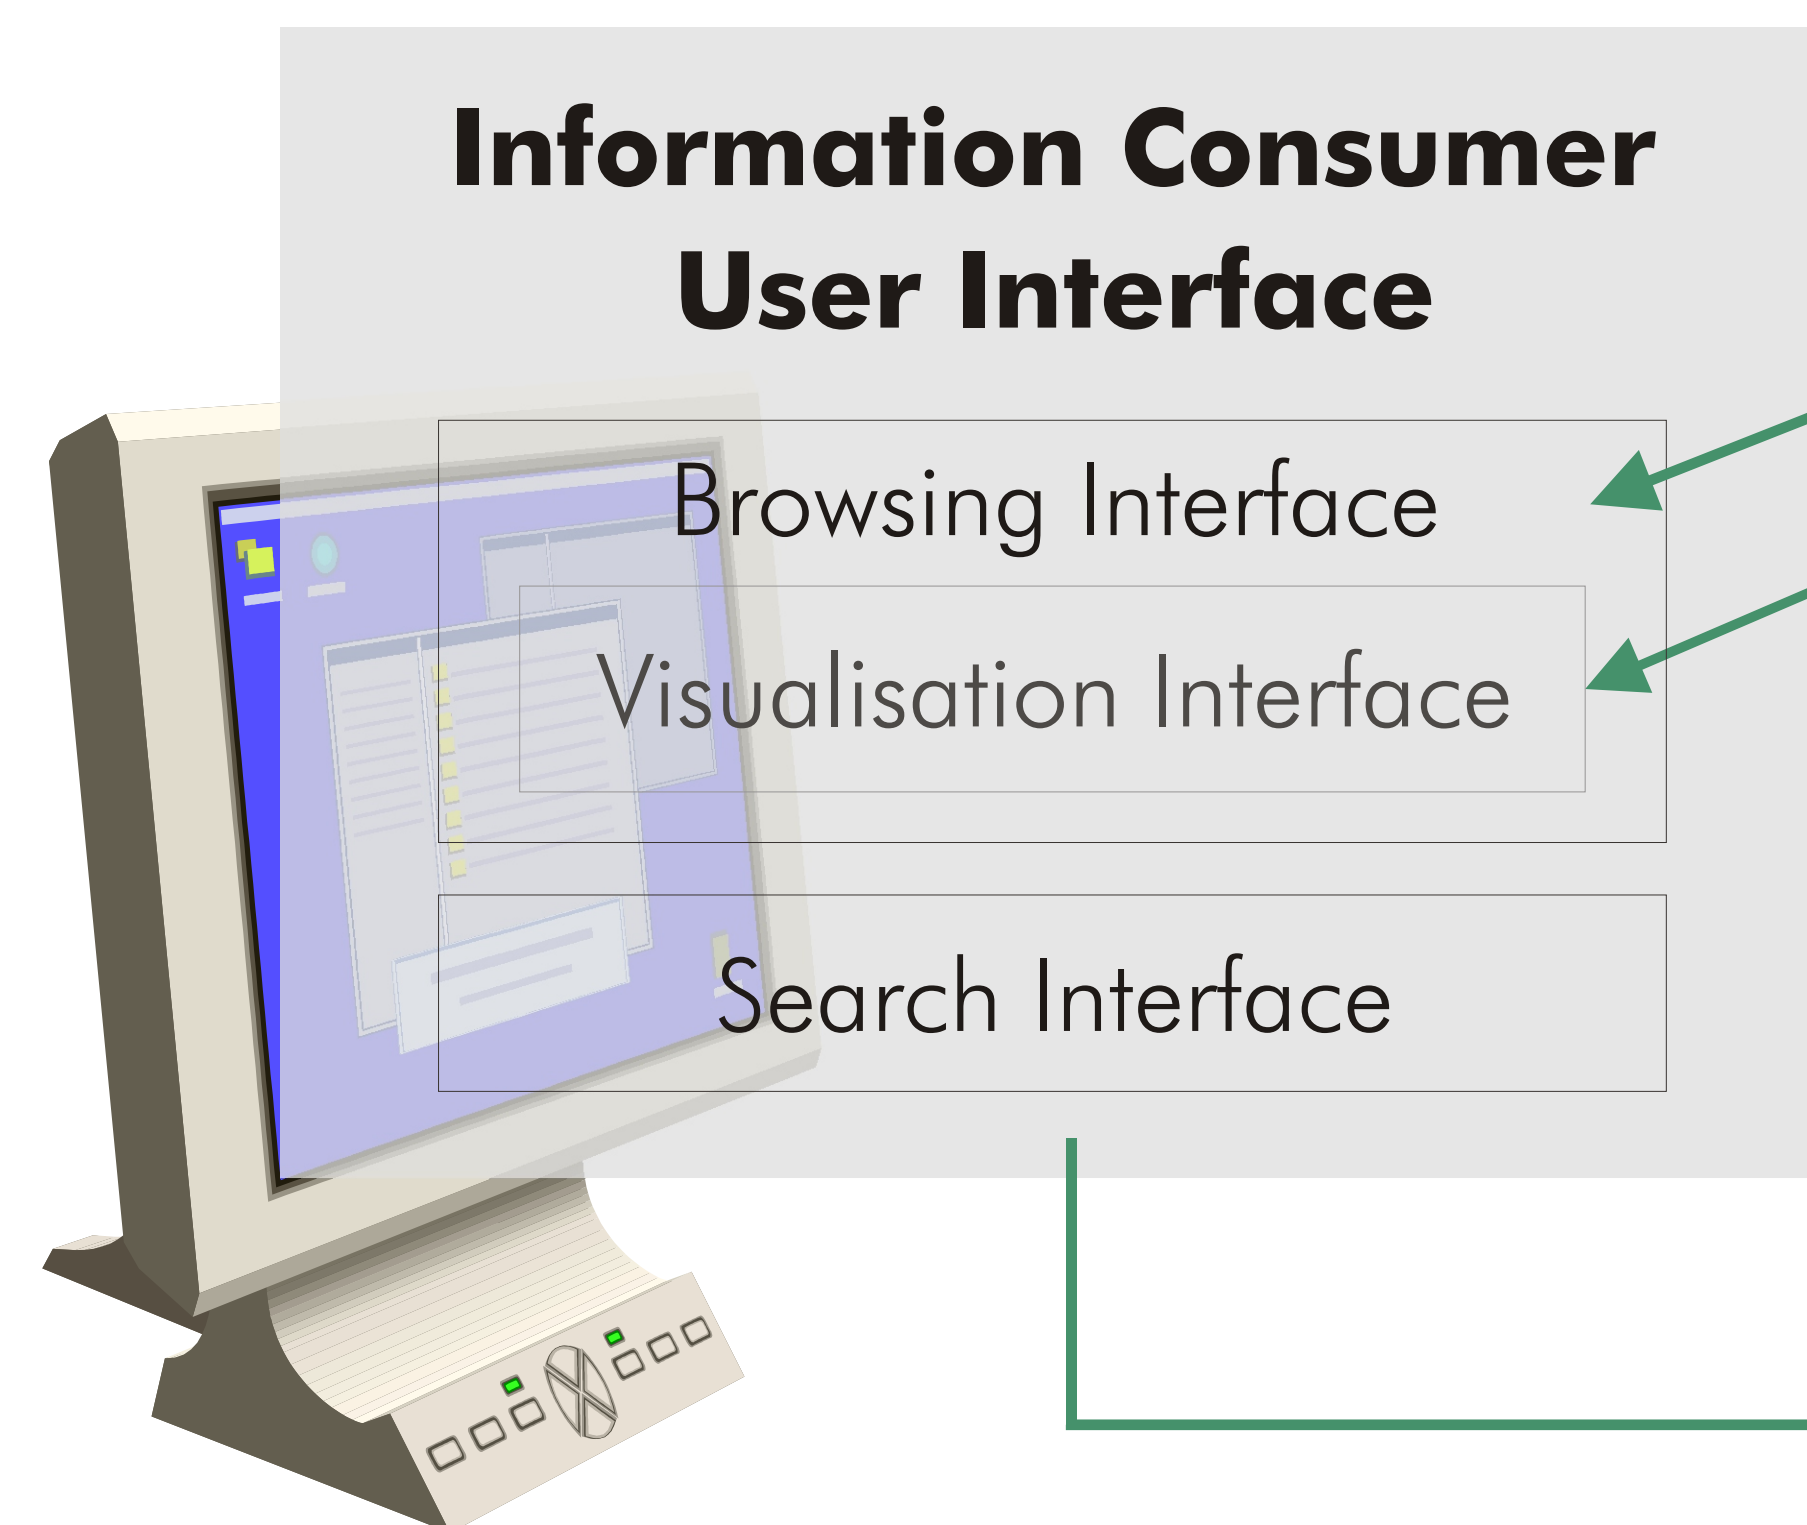 Information Consumer
User Interface
Browsing Interface
Visualisation Interface
Search Interface